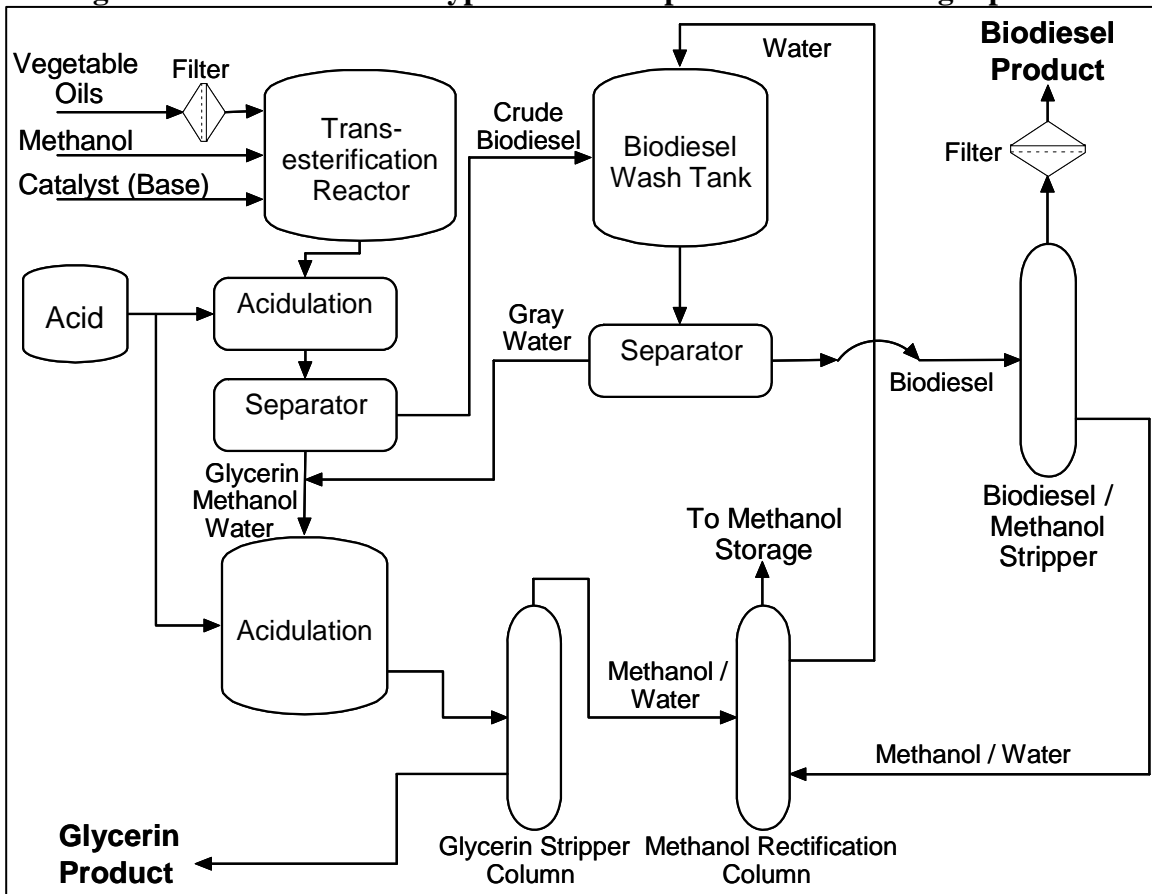 Water
Biodiesel
Product
Vegetable
Oils
Filter
Methanol
Catalyst (Base)
Trans-
esterification
Reactor
Crude
Biodiesel
Biodiesel
Wash Tank
Filter
Acid
Acidulation
Separator
Gray
Water
Separator
Biodiesel
Glycerin
Methanol
Water
Biodiesel /
Methanol
Stripper
To Methanol
Storage
Acidulation
Methanol /
Water
Methanol / Water
Glycerin
Product
Glycerin Stripper
Column
Methanol Rectification
Column